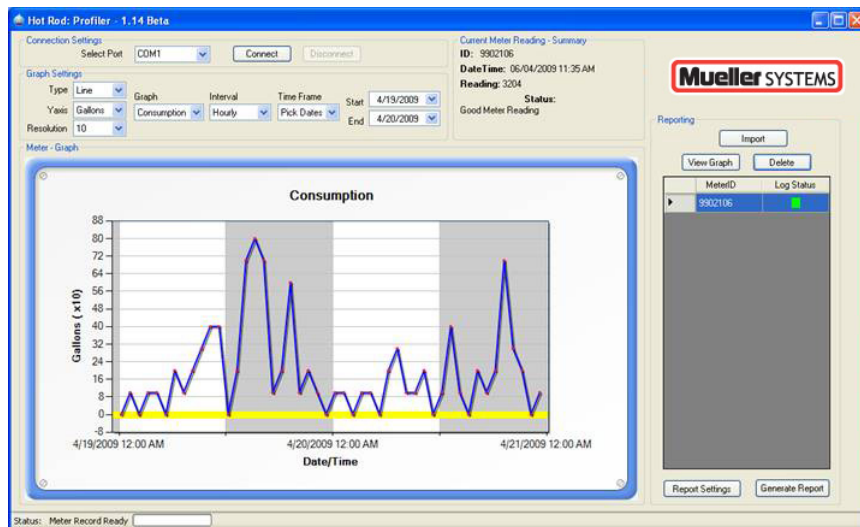 Hot Rod: Profiler - 1.14 Beta
Connection Settings
Select Port COM1 Connect Disconnect
Graph Settings
Type Line
Yaxis Gallons
Resolution 10
Graph
Consumption
Interval
Hourly
Time Frame
Pick Dates
Start 4/19/2009
End 4/20/2009
Current Meter Reading - Summary
ID: 9902106
DateTime: 06/04/2009 11:35 AM
Reading: 3204
Status:
Good Meter Reading
Mueller SYSTEMS
Reporting
Import
View Graph Delete
MeterID Log Status
9902106
Report Settings Generate Report
Meter - Graph
Consumption
Gallons ( x10)
88
80
72
64
56
48
40
32
24
16
8
0
-8
4/19/2009 12:00 AM 4/20/2009 12:00 AM 4/21/2009 12:00 AM
Date/Time
Status: Meter Record Ready